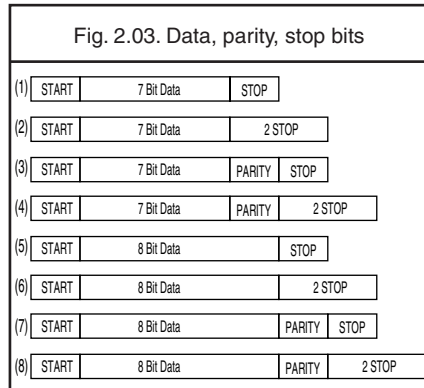 Fig. 2.03. Data, parity, stop bits
(1) START 7 Bit Data STOP
(2) START 7 Bit Data 2 STOP
(3) START 7 Bit Data PARITY STOP
(4) START 7 Bit Data PARITY 2 STOP
(5) START 8 Bit Data STOP
(6) START 8 Bit Data 2 STOP
(7) START 8 Bit Data PARITY STOP
(8) START 8 Bit Data PARITY 2 STOP